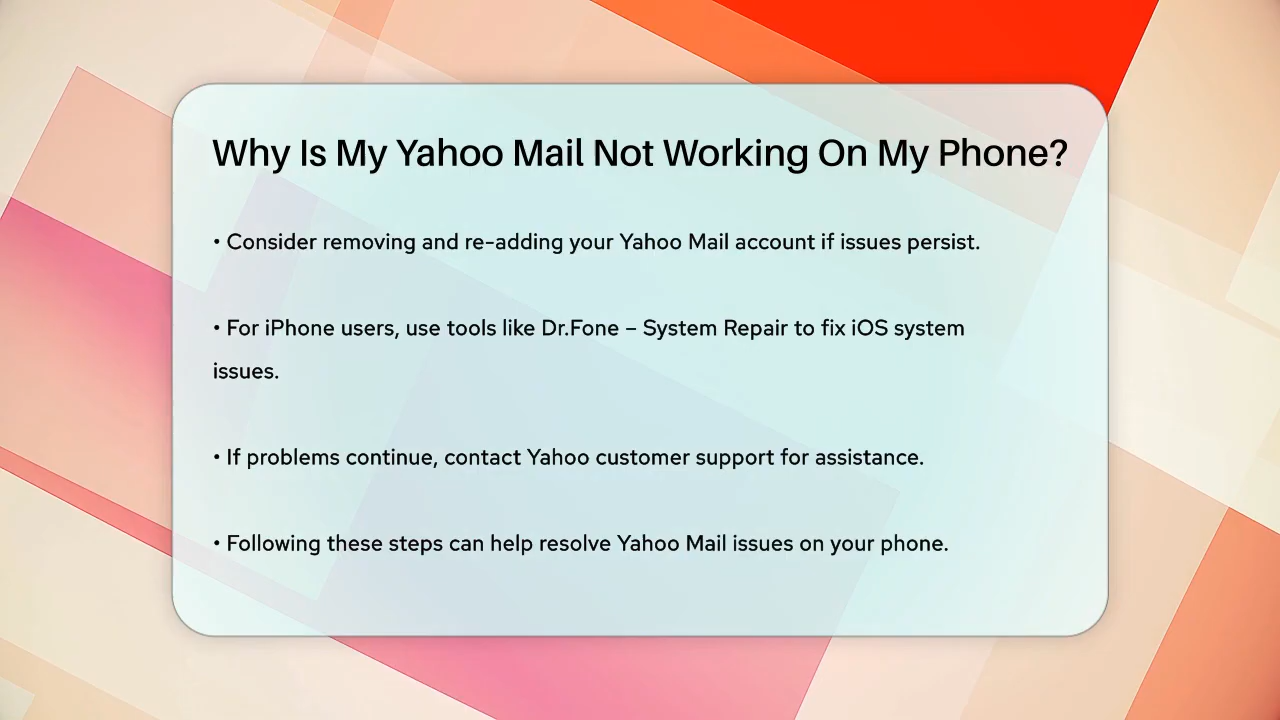 Why Is My Yahoo Mail Not Working On My Phone?
• Consider removing and re-adding your Yahoo Mail account if issues persist.
• For iPhone users, use tools like Dr.Fone – System Repair to fix iOS system
issues.
• If problems continue, contact Yahoo customer support for assistance.
• Following these steps can help resolve Yahoo Mail issues on your phone.